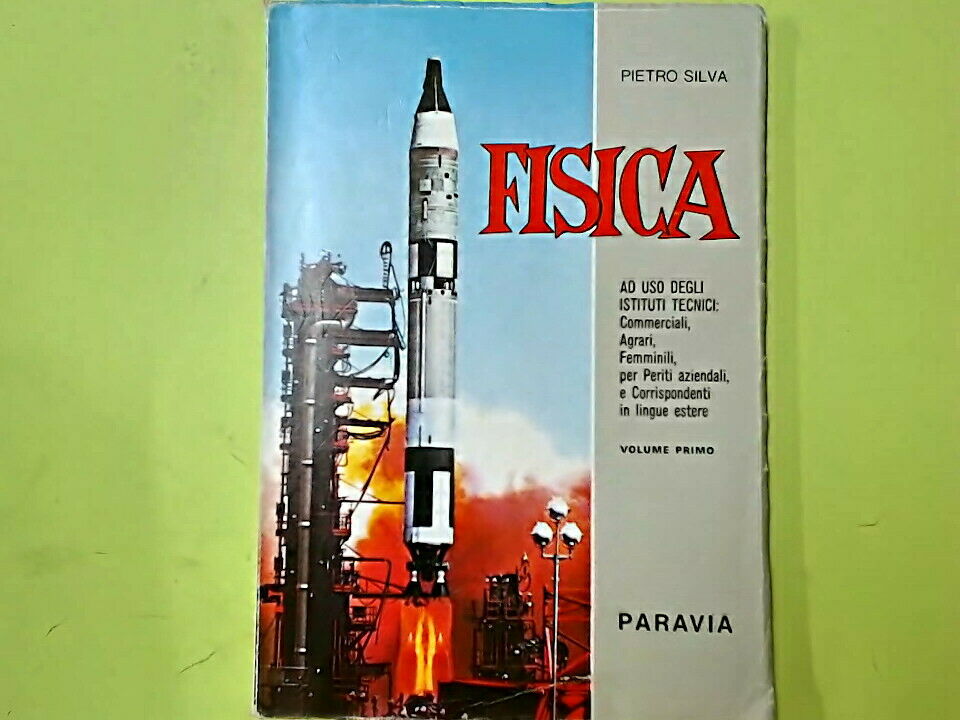 PIETRO SILVA
FISICA
AD USO DEGLI
ISTITUTI TECNICI:
Commerciali,
Agrari,
Femminili,
per Periti aziendali,
e Corrispondenti
in lingue estere
VOLUME PRIMO
PARAVIA